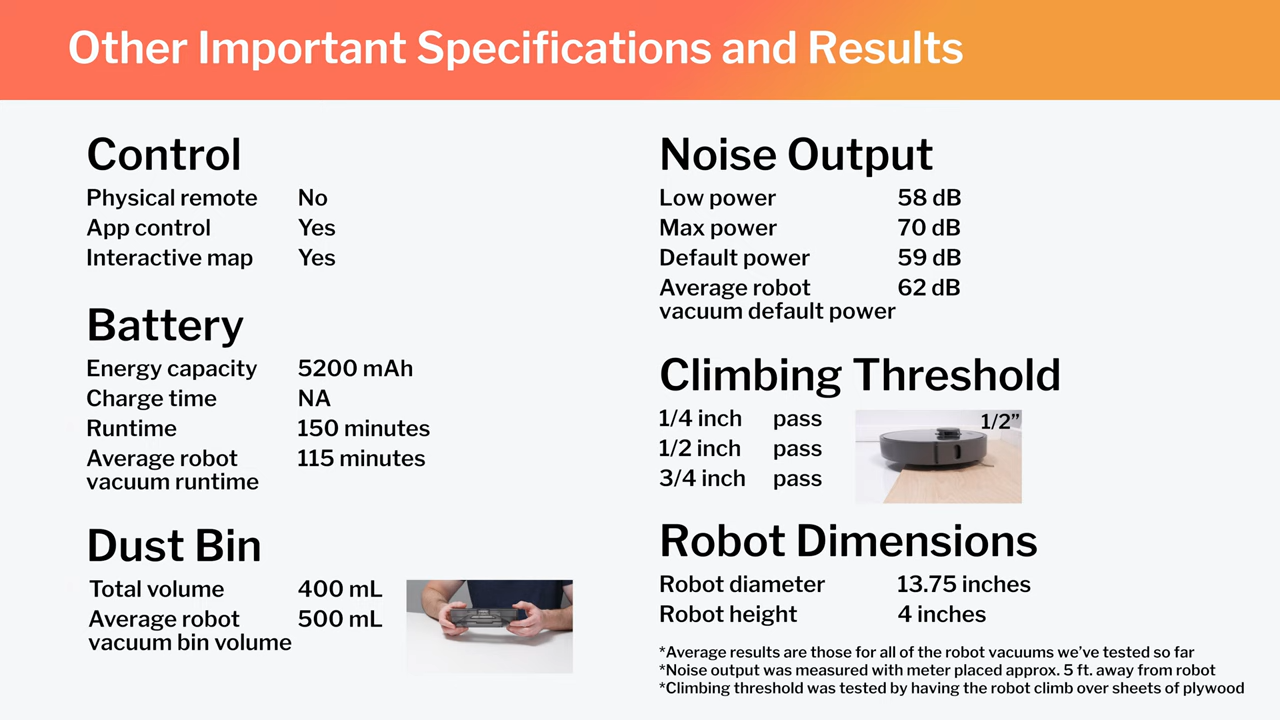 Other Important Specifications and Results
Control
Physical remote No
App control Yes
Interactive map Yes
Battery
Energy capacity 5200 mAh
Charge time NA
Runtime 150 minutes
Average robot 115 minutes
vacuum runtime
Dust Bin
Total volume 400 mL
Average robot 500 mL
vacuum bin volume
Noise Output
Low power 58 dB
Max power 70 dB
Default power 59 dB
Average robot 62 dB
vacuum default power
Climbing Threshold
1/4 inch pass
1/2 inch pass
3/4 inch pass
1/2”
Robot Dimensions
Robot diameter 13.75 inches
Robot height 4 inches
*Average results are those for all of the robot vacuums we’ve tested so far
*Noise output was measured with meter placed approx. 5 ft. away from robot
*Climbing threshold was tested by having the robot climb over sheets of plywood